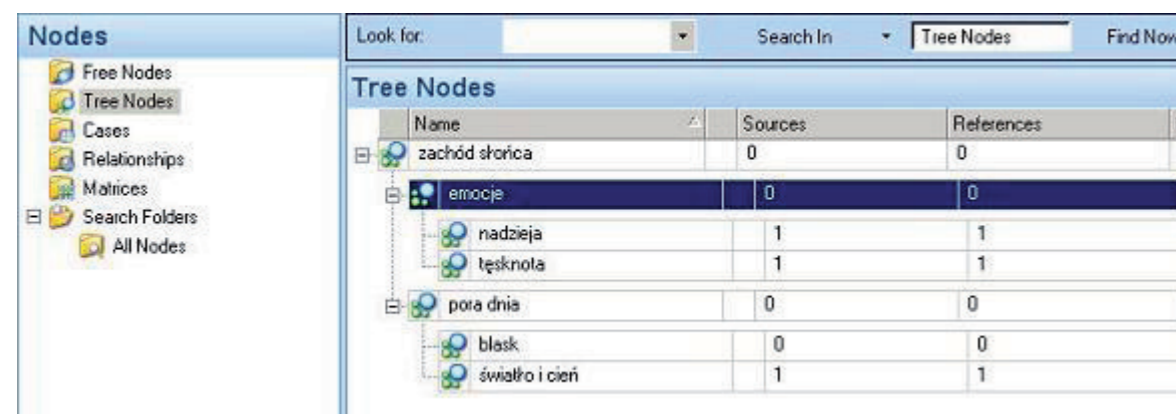 Nodes
Free Nodes
Tree Nodes
Cases
Relationships
Matrices
Search Folders
All Nodes
Look for: Search In Tree Nodes Find Now
Tree Nodes
Name Sources References
zachód słońca 0 0
emocje 0 0
nadzieja 1 1
tęsknota 1 1
pora dnia 0 0
blask 0 0
światło i cień 1 1